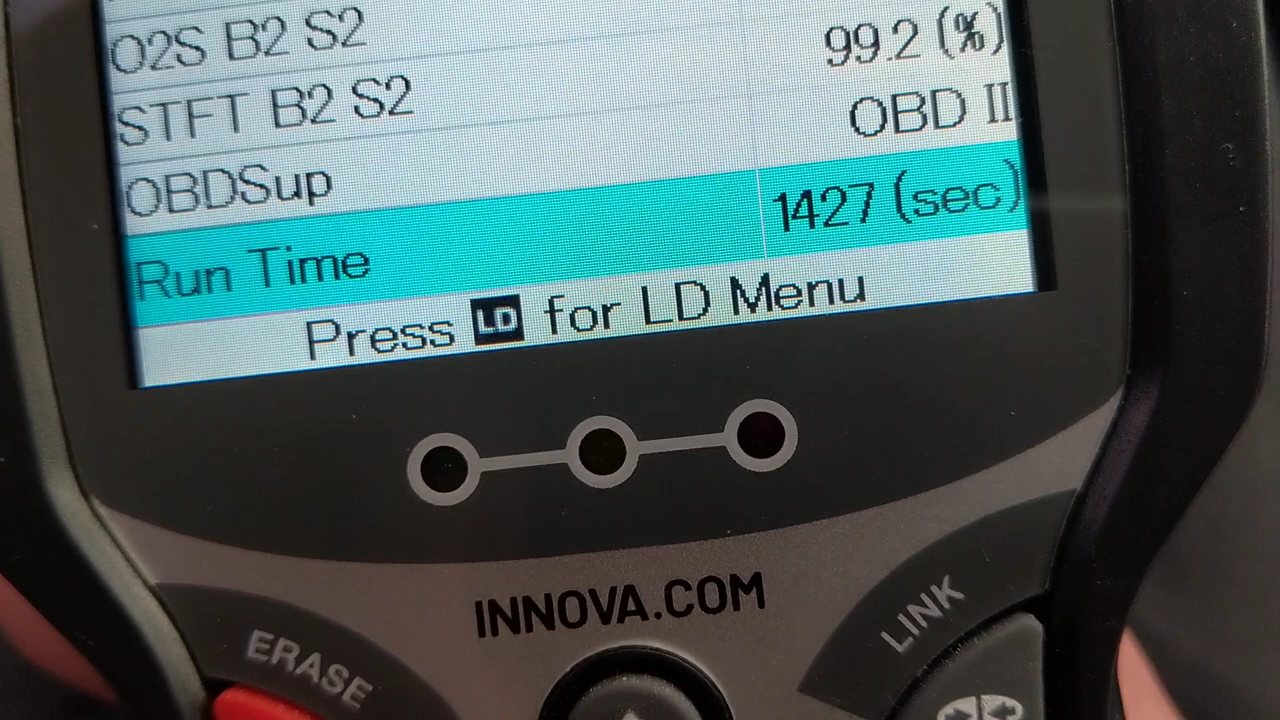 O2S B2 S2
STFT B2 S2 99.2 (%)
OBDSup OBD II
Run Time 1427 (sec)
Press LD for LD Menu
INNOVA.COM
ERASE
LINK